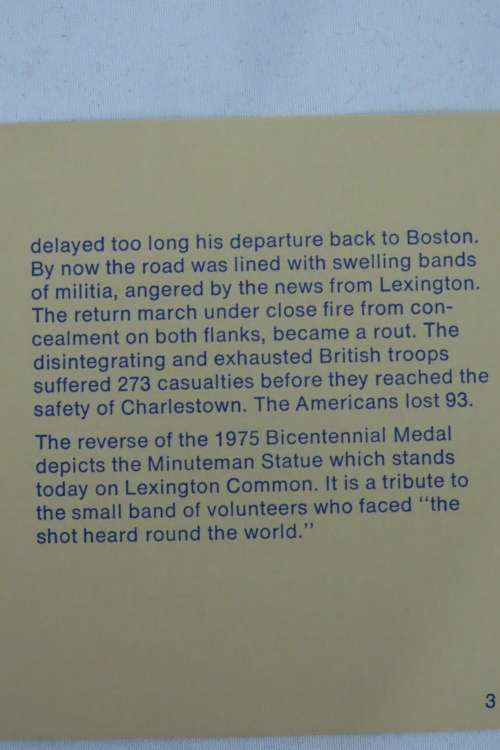 delayed too long his departure back to Boston.
By now the road was lined with swelling bands
of militia, angered by the news from Lexington.
The return march under close fire from con-
cealment on both flanks, became a rout. The
disintegrating and exhausted British troops
suffered 273 casualties before they reached the
safety of Charlestown. The Americans lost 93.
The reverse of the 1975 Bicentennial Medal
depicts the Minuteman Statue which stands
today on Lexington Common. It is a tribute to
the small band of volunteers who faced "the
shot heard round the world."
3